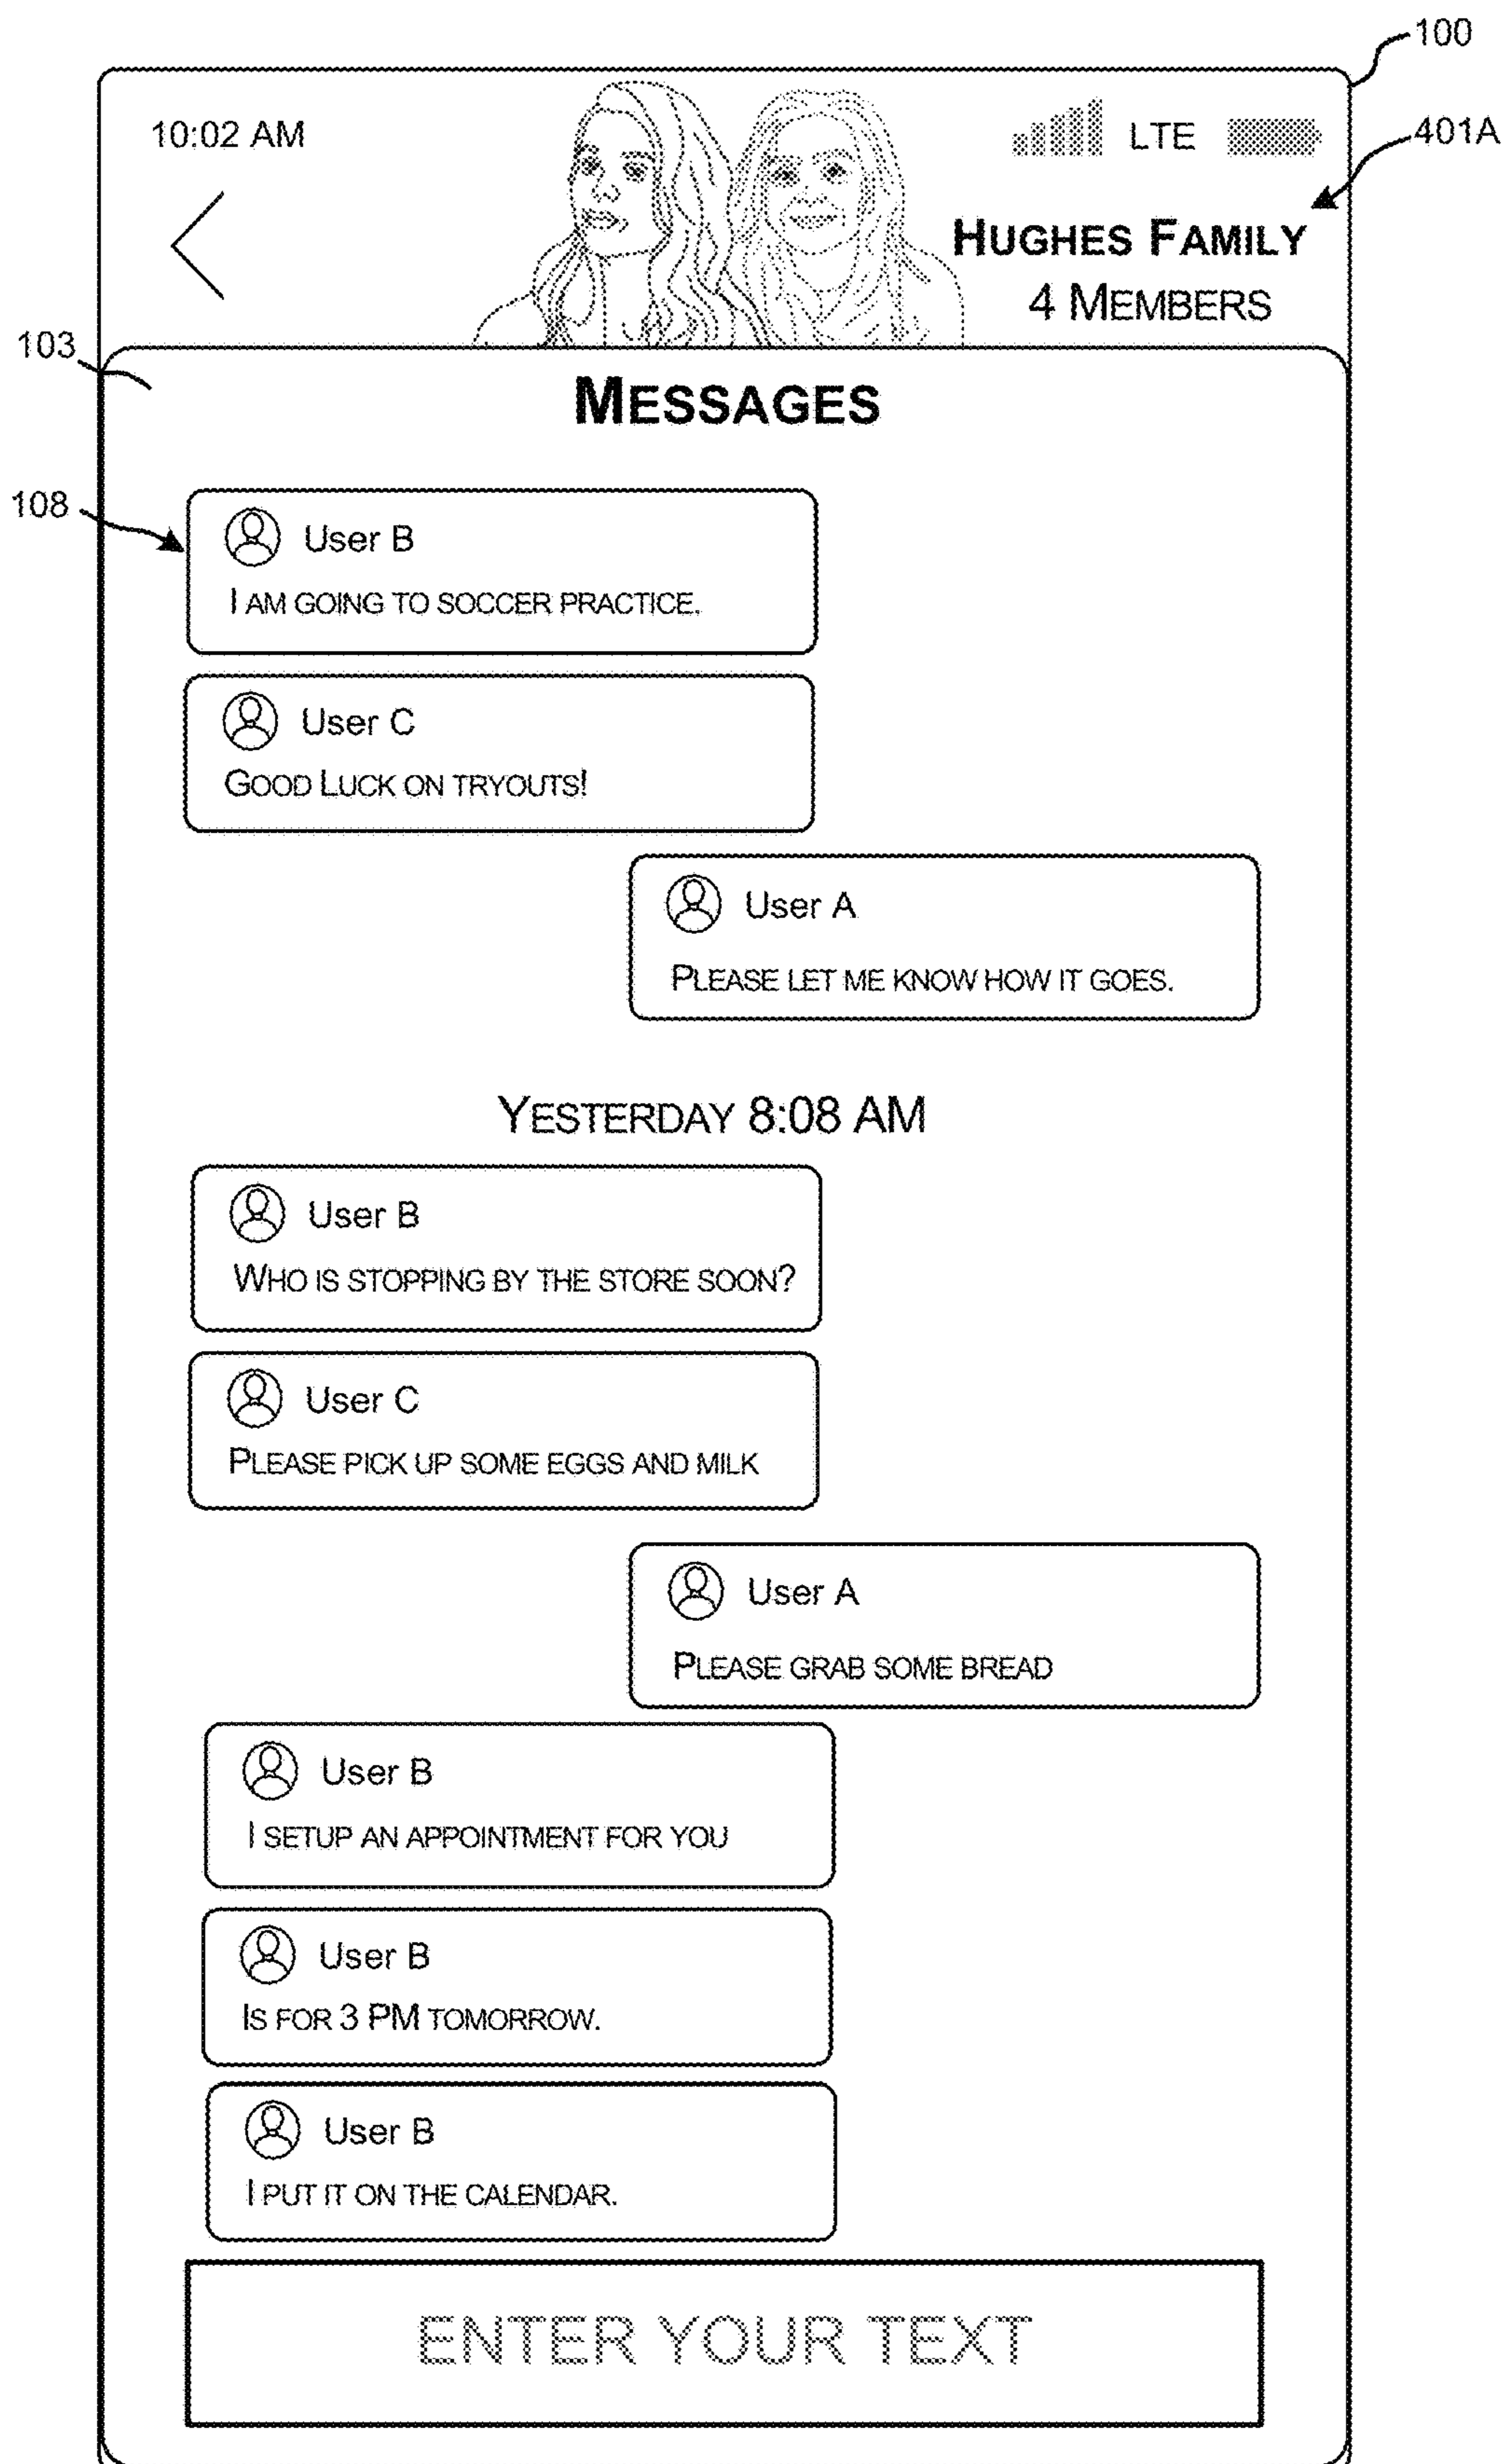 100
10:02 AM
LTE
401A
HUGHES FAMILY
4 MEMBERS
103
MESSAGES
108
User B
I AM GOING TO SOCCER PRACTICE.
User C
GOOD LUCK ON TRYOUTS!
User A
PLEASE LET ME KNOW HOW IT GOES.
YESTERDAY 8:08 AM
User B
WHO IS STOPPING BY THE STORE SOON?
User C
PLEASE PICK UP SOME EGGS AND MILK
User A
PLEASE GRAB SOME BREAD
User B
I SETUP AN APPOINTMENT FOR YOU
User B
IS FOR 3 PM TOMORROW.
User B
I PUT IT ON THE CALENDAR.
ENTER YOUR TEXT